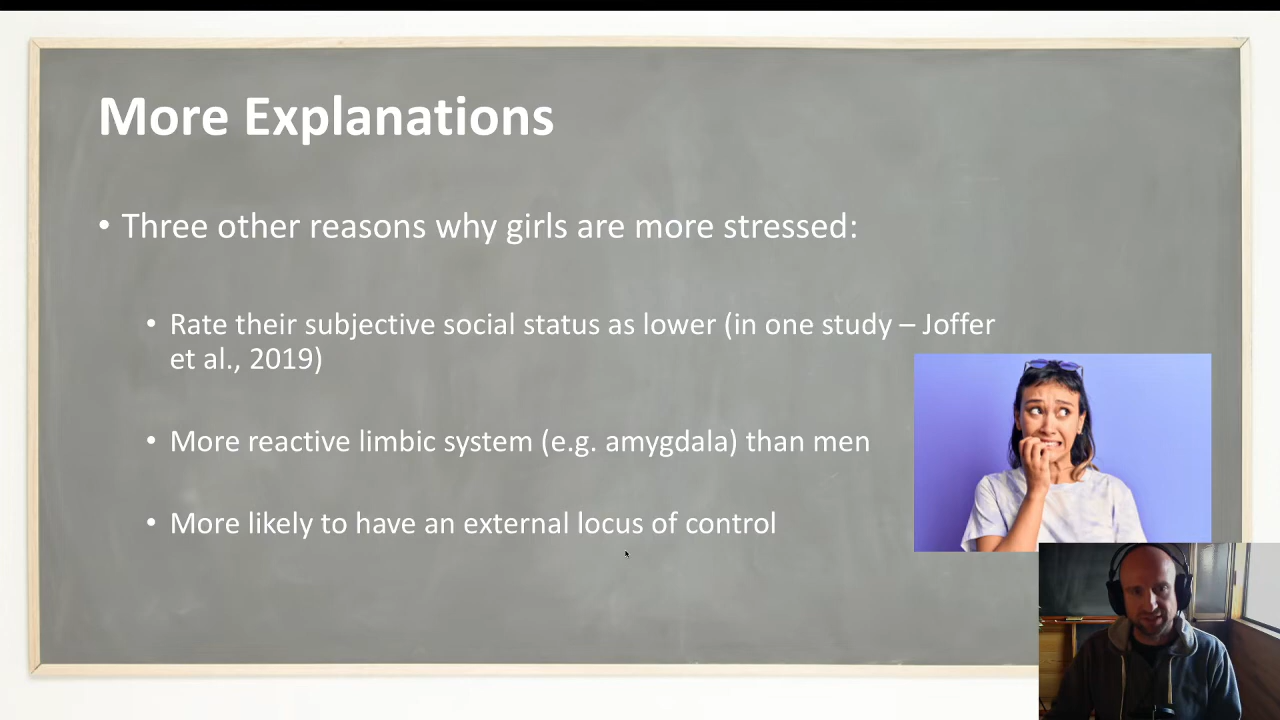 More Explanations
• Three other reasons why girls are more stressed:
• Rate their subjective social status as lower (in one study – Joffer
et al., 2019)
• More reactive limbic system (e.g. amygdala) than men
• More likely to have an external locus of control